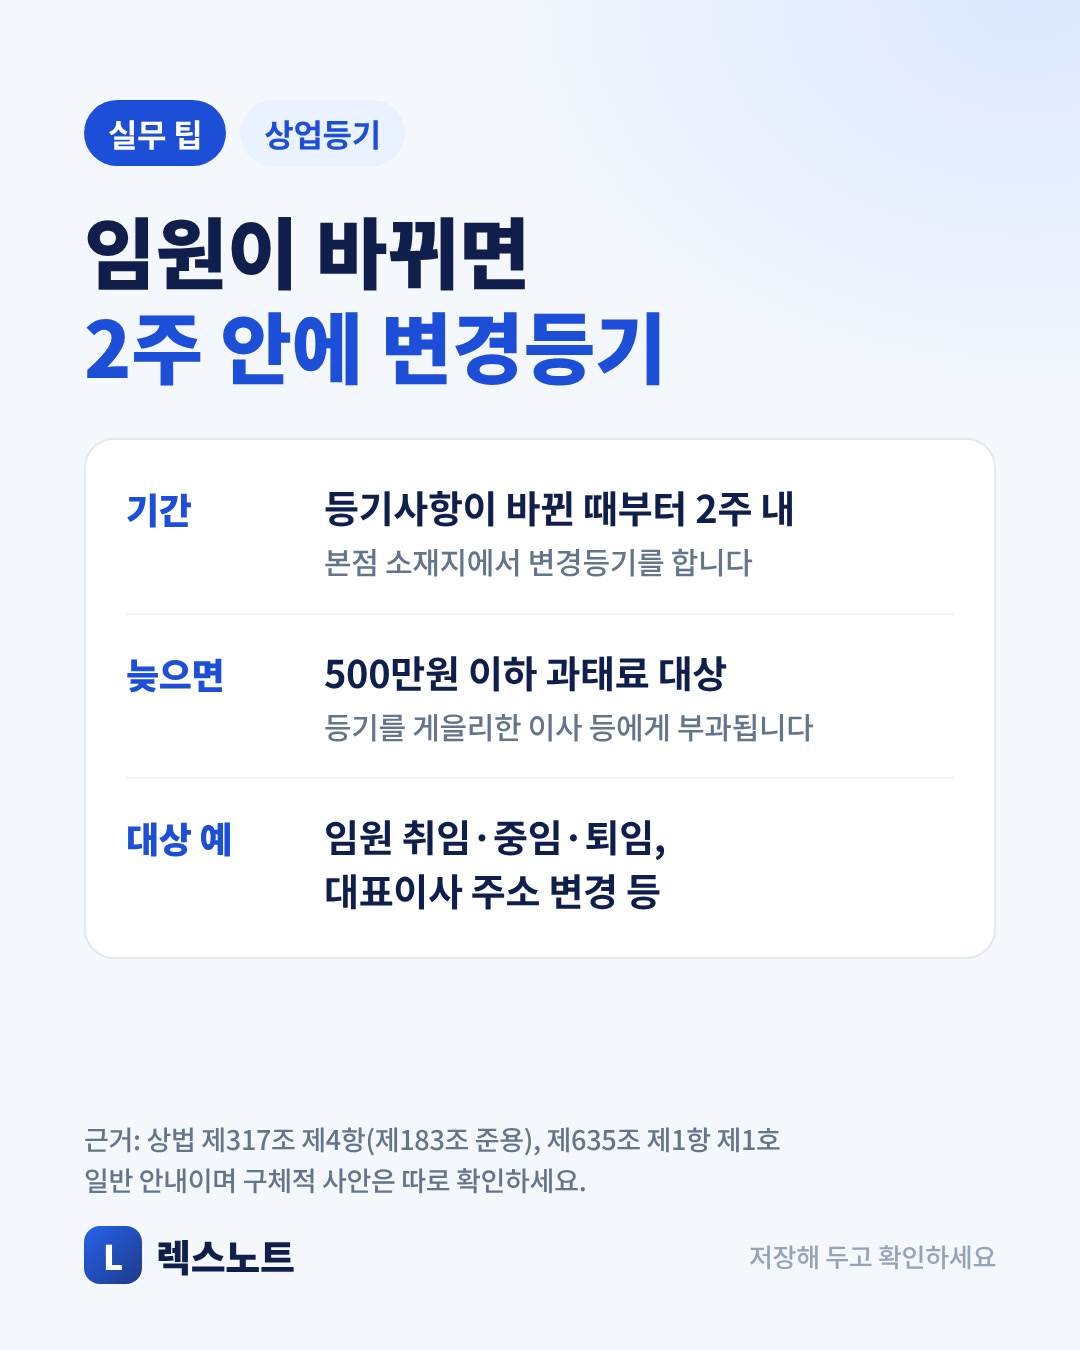 실무 팁
상업등기
임원이 바뀌면
2주 안에 변경등기
기간
등기사항이 바뀐 때부터 2주 내
본점 소재지에서 변경등기를 합니다
늦으면
500만원 이하 과태료 대상
등기를 게을리한 이사 등에게 부과됩니다
대상 예
임원 취임·중임·퇴임,
대표이사 주소 변경 등
근거: 상법 제317조 제4항(제183조 준용), 제635조 제1항 제1호
일반 안내이며 구체적 사안은 따로 확인하세요.
L 렉스노트
저장해 두고 확인하세요